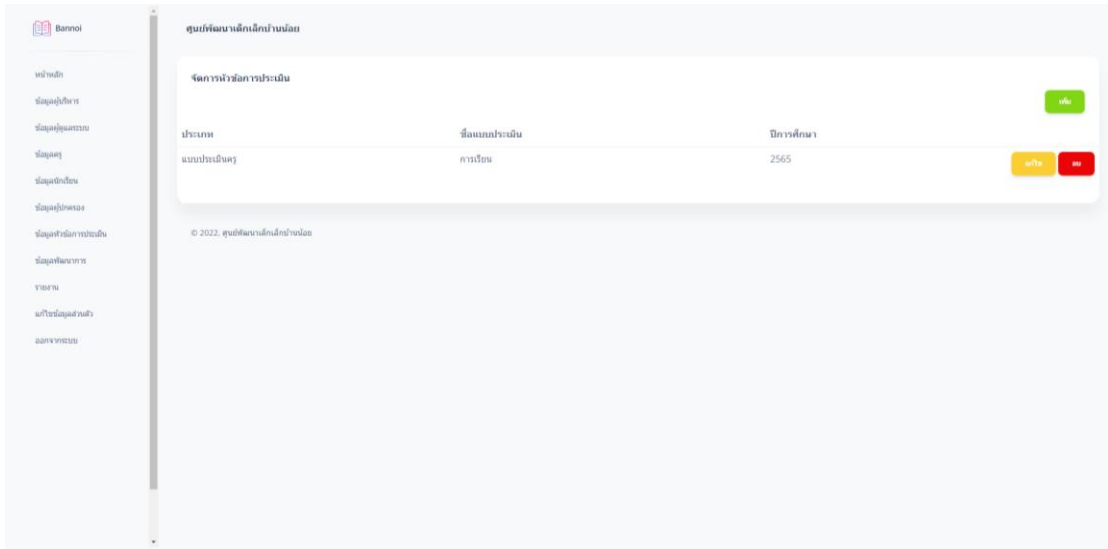 Bannoi
หน้าหลัก
ข้อมูลผู้บริหาร
ข้อมูลผู้ดูแลระบบ
ข้อมูลครู
ข้อมูลนักเรียน
ข้อมูลผู้ปกครอง
ข้อมูลหัวข้อการประเมิน
ข้อมูลพัฒนาการ
รายงาน
แก้ไขข้อมูลส่วนตัว
ออกจากระบบ
ศูนย์พัฒนาเด็กเล็กบ้านน้อย
จัดการหัวข้อการประเมิน
เพิ่ม
ประเภท ชื่อแบบประเมิน ปีการศึกษา
แบบประเมินครู การเรียน 2565 แก้ไข ลบ
© 2022, ศูนย์พัฒนาเด็กเล็กบ้านน้อย